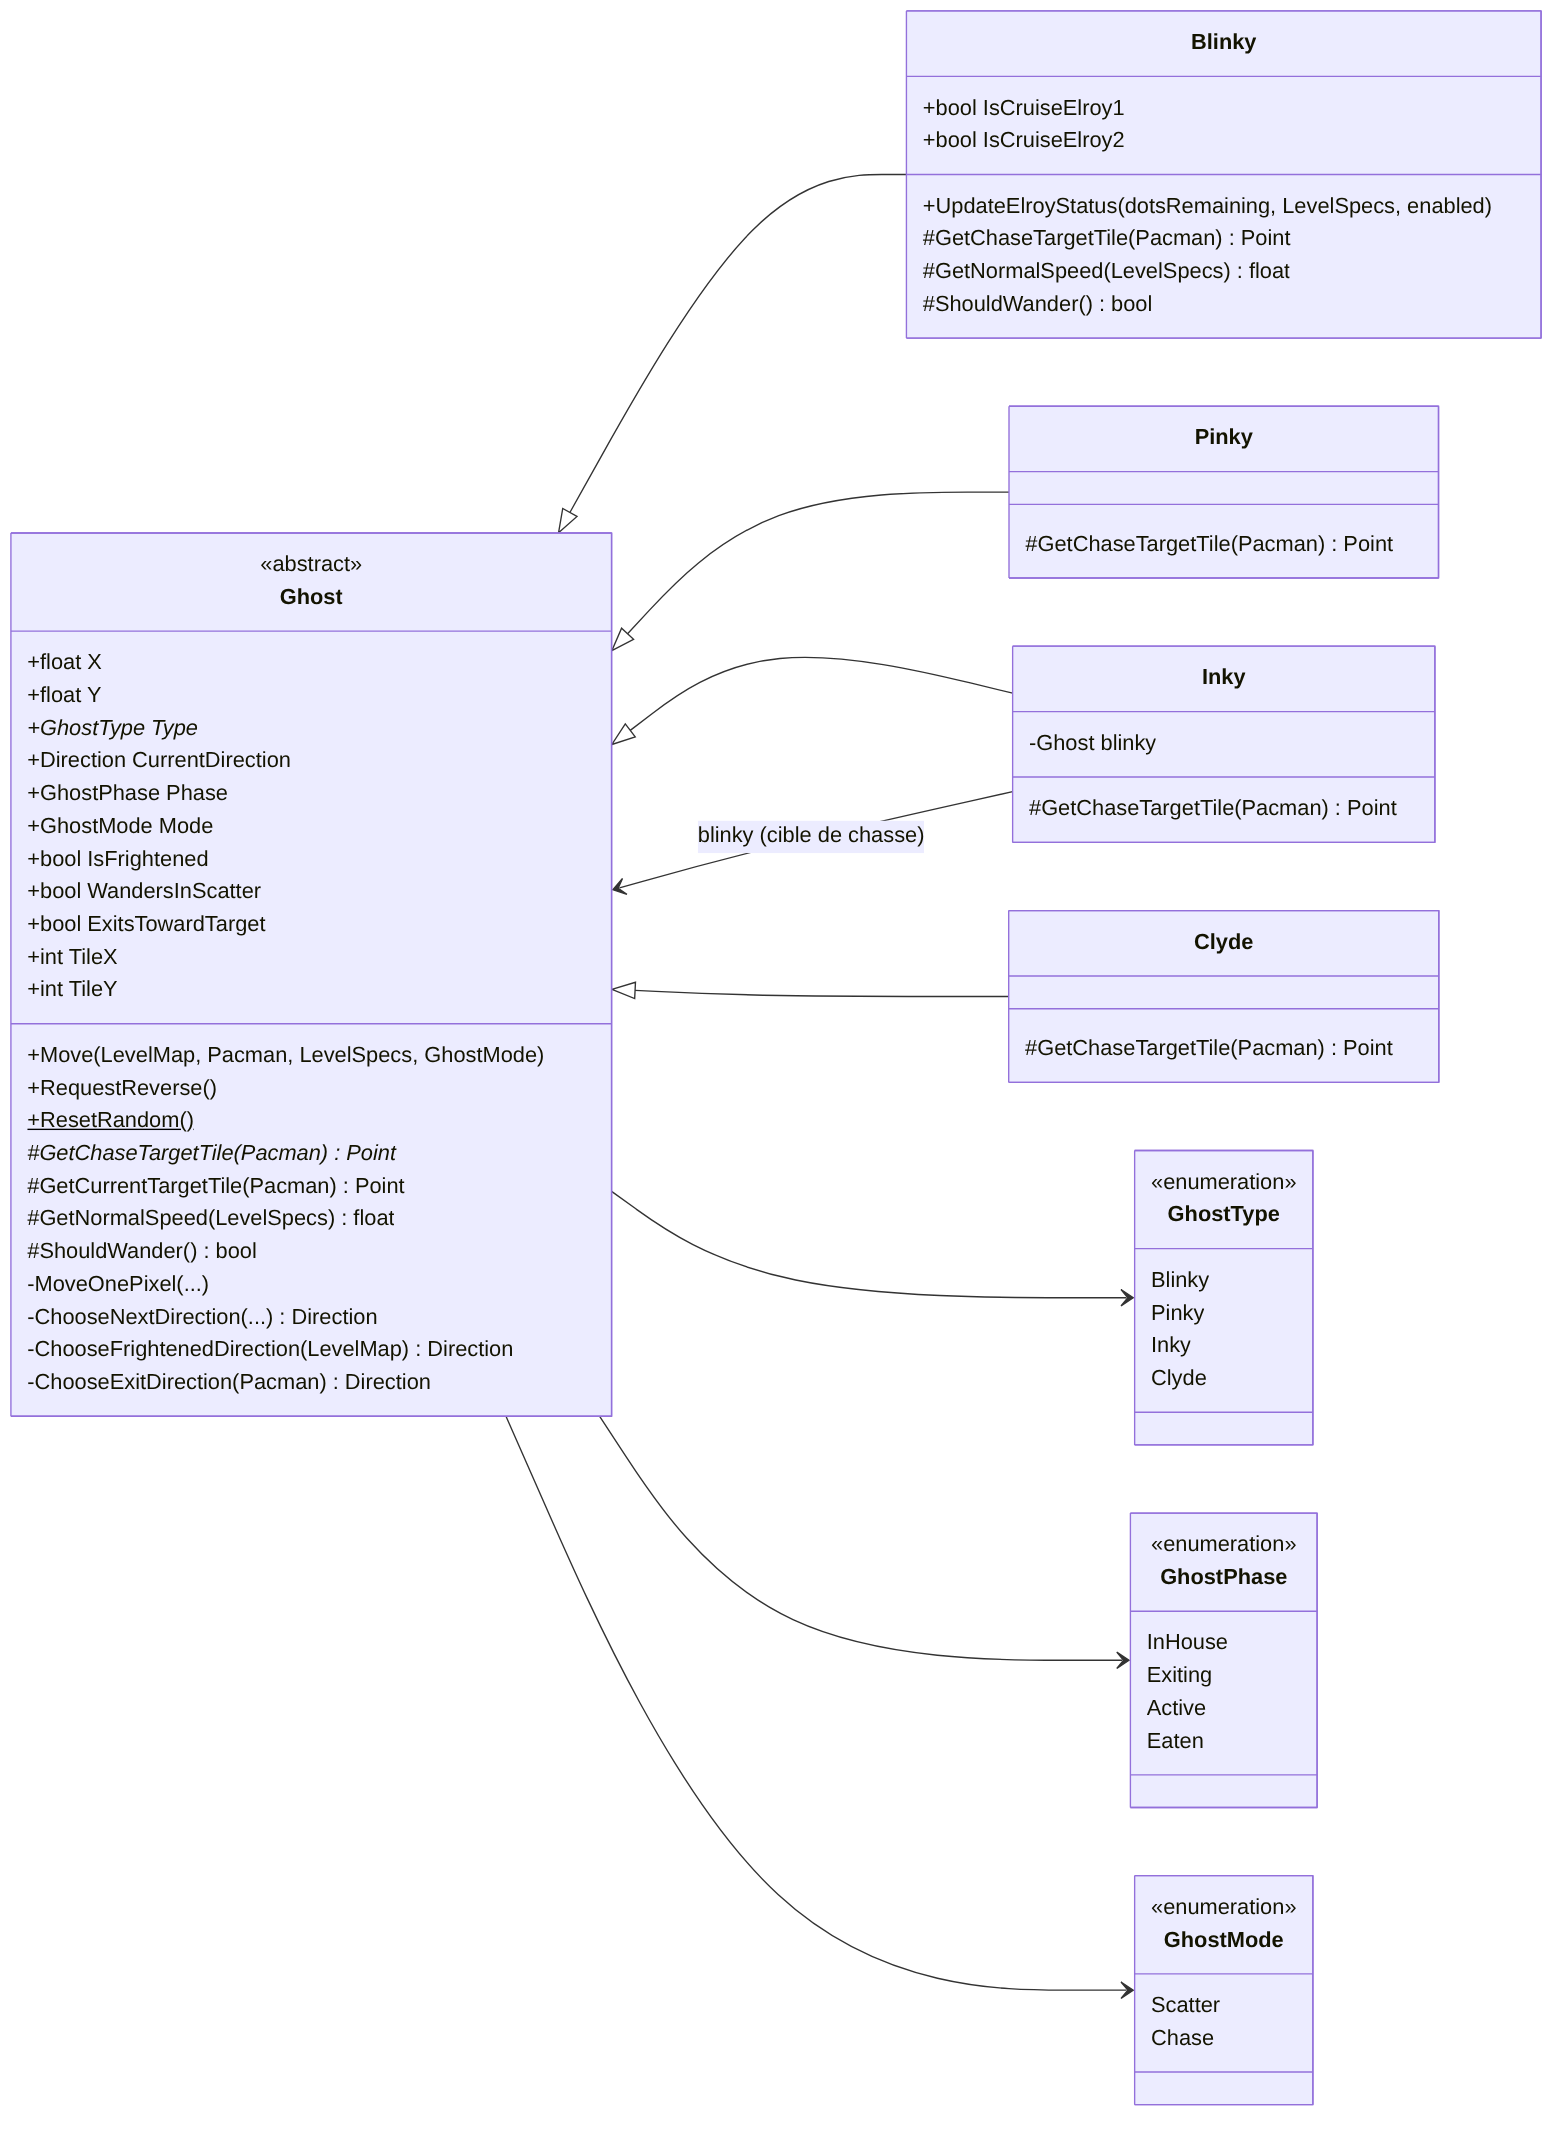 Blinky
+bool IsCruiseElroy1
+bool IsCruiseElroy2
+UpdateElroyStatus(dotsRemaining, LevelSpecs, enabled)
#GetChaseTargetTile(Pacman) : Point
#GetNormalSpeed(LevelSpecs) : float
#ShouldWander() : bool
Pinky
#GetChaseTargetTile(Pacman) : Point
«abstract»
Ghost
+float X
+float Y
+GhostType Type
+Direction CurrentDirection
+GhostPhase Phase
+GhostMode Mode
+bool IsFrightened
+bool WandersInScatter
+bool ExitsTowardTarget
+int TileX
+int TileY
+Move(LevelMap, Pacman, LevelSpecs, GhostMode)
+RequestReverse()
+ResetRandom()
#GetChaseTargetTile(Pacman) : Point
#GetCurrentTargetTile(Pacman) : Point
#GetNormalSpeed(LevelSpecs) : float
#ShouldWander() : bool
-MoveOnePixel(...)
-ChooseNextDirection(...) : Direction
-ChooseFrightenedDirection(LevelMap) : Direction
-ChooseExitDirection(Pacman) : Direction
Inky
-Ghost blinky
#GetChaseTargetTile(Pacman) : Point
blinky (cible de chasse)
Clyde
#GetChaseTargetTile(Pacman) : Point
«enumeration»
GhostType
Blinky
Pinky
Inky
Clyde
«enumeration»
GhostPhase
InHouse
Exiting
Active
Eaten
«enumeration»
GhostMode
Scatter
Chase